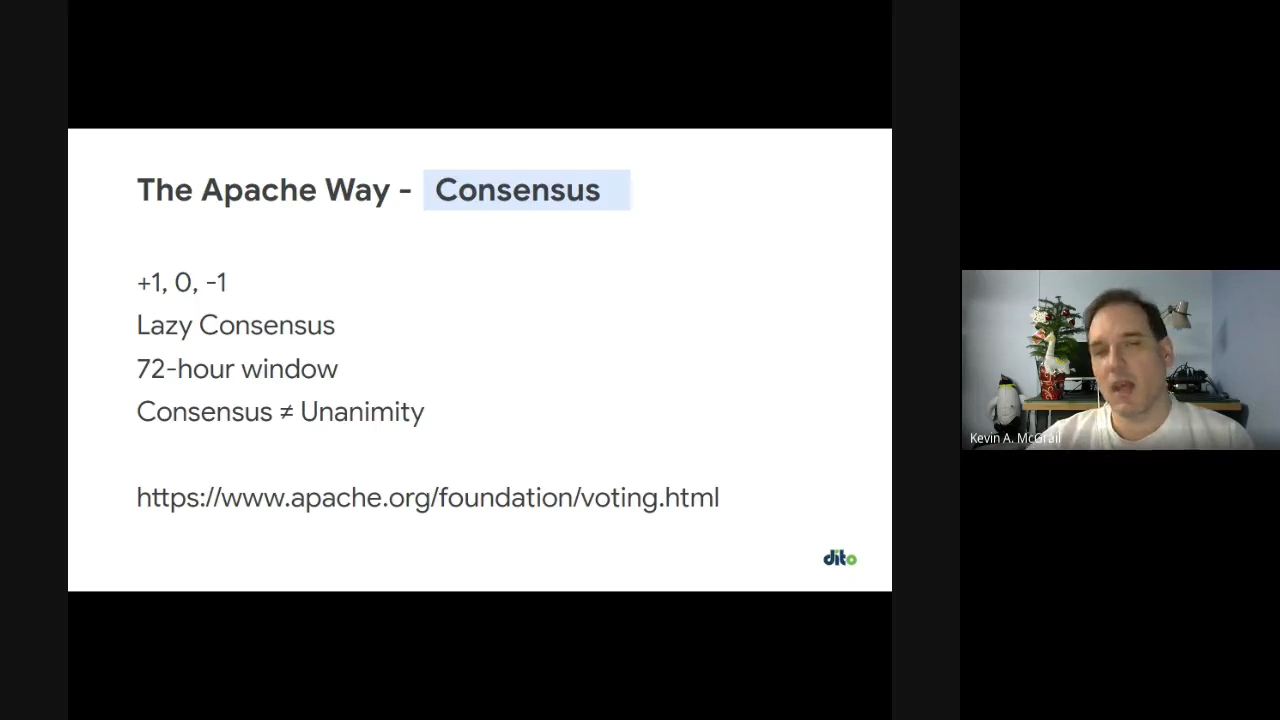 The Apache Way - Consensus
+1, 0, -1
Lazy Consensus
72-hour window
Consensus ≠ Unanimity
https://www.apache.org/foundation/voting.html
dito
Kevin A. McGrail